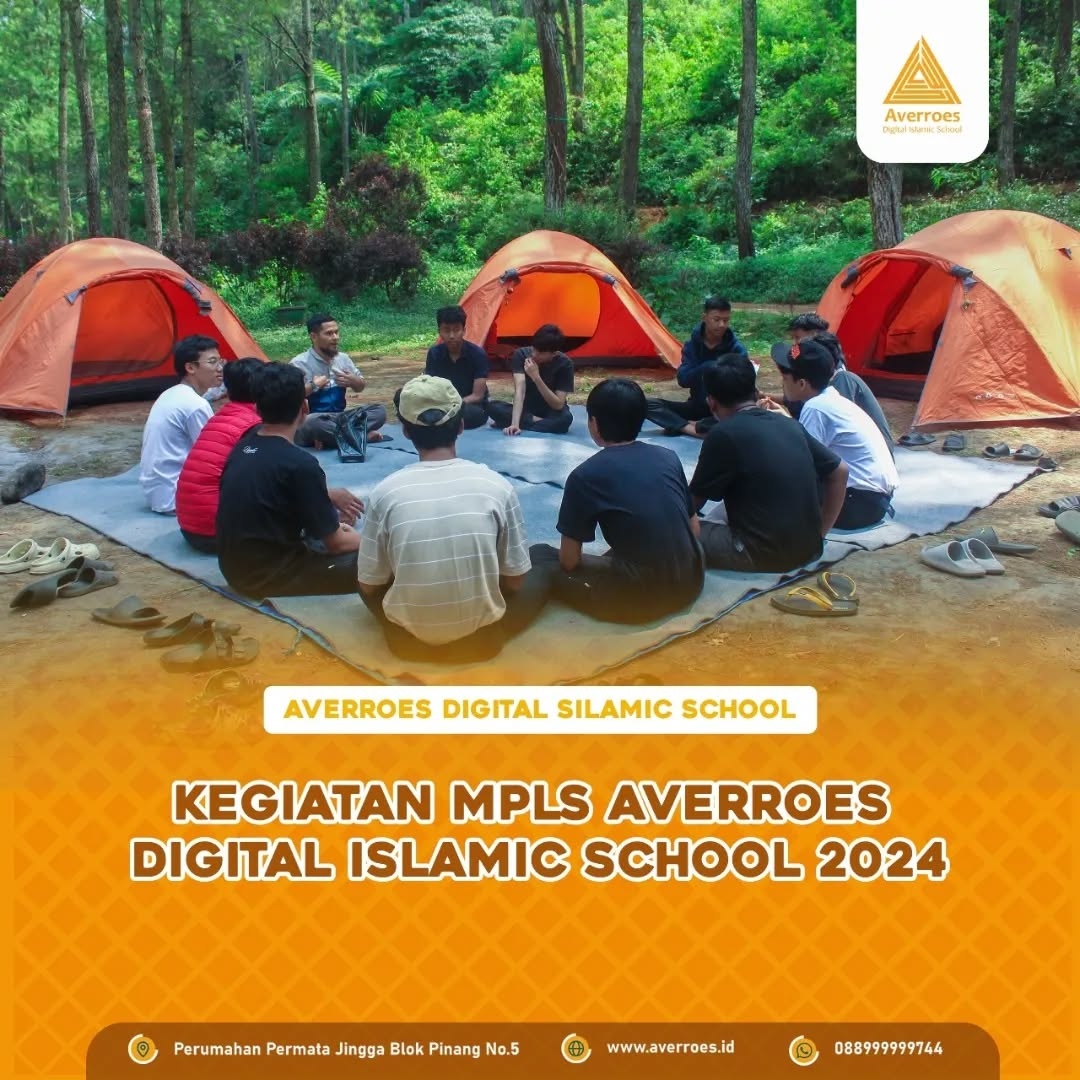 Averroes
Digital Islamic School
AVERROES DIGITAL SILAMIC SCHOOL
KEGIATAN MPLS AVERROES
DIGITAL ISLAMIC SCHOOL 2024
Perumahan Permata Jingga Blok Pinang No.5
www.averroes.id
088999999744